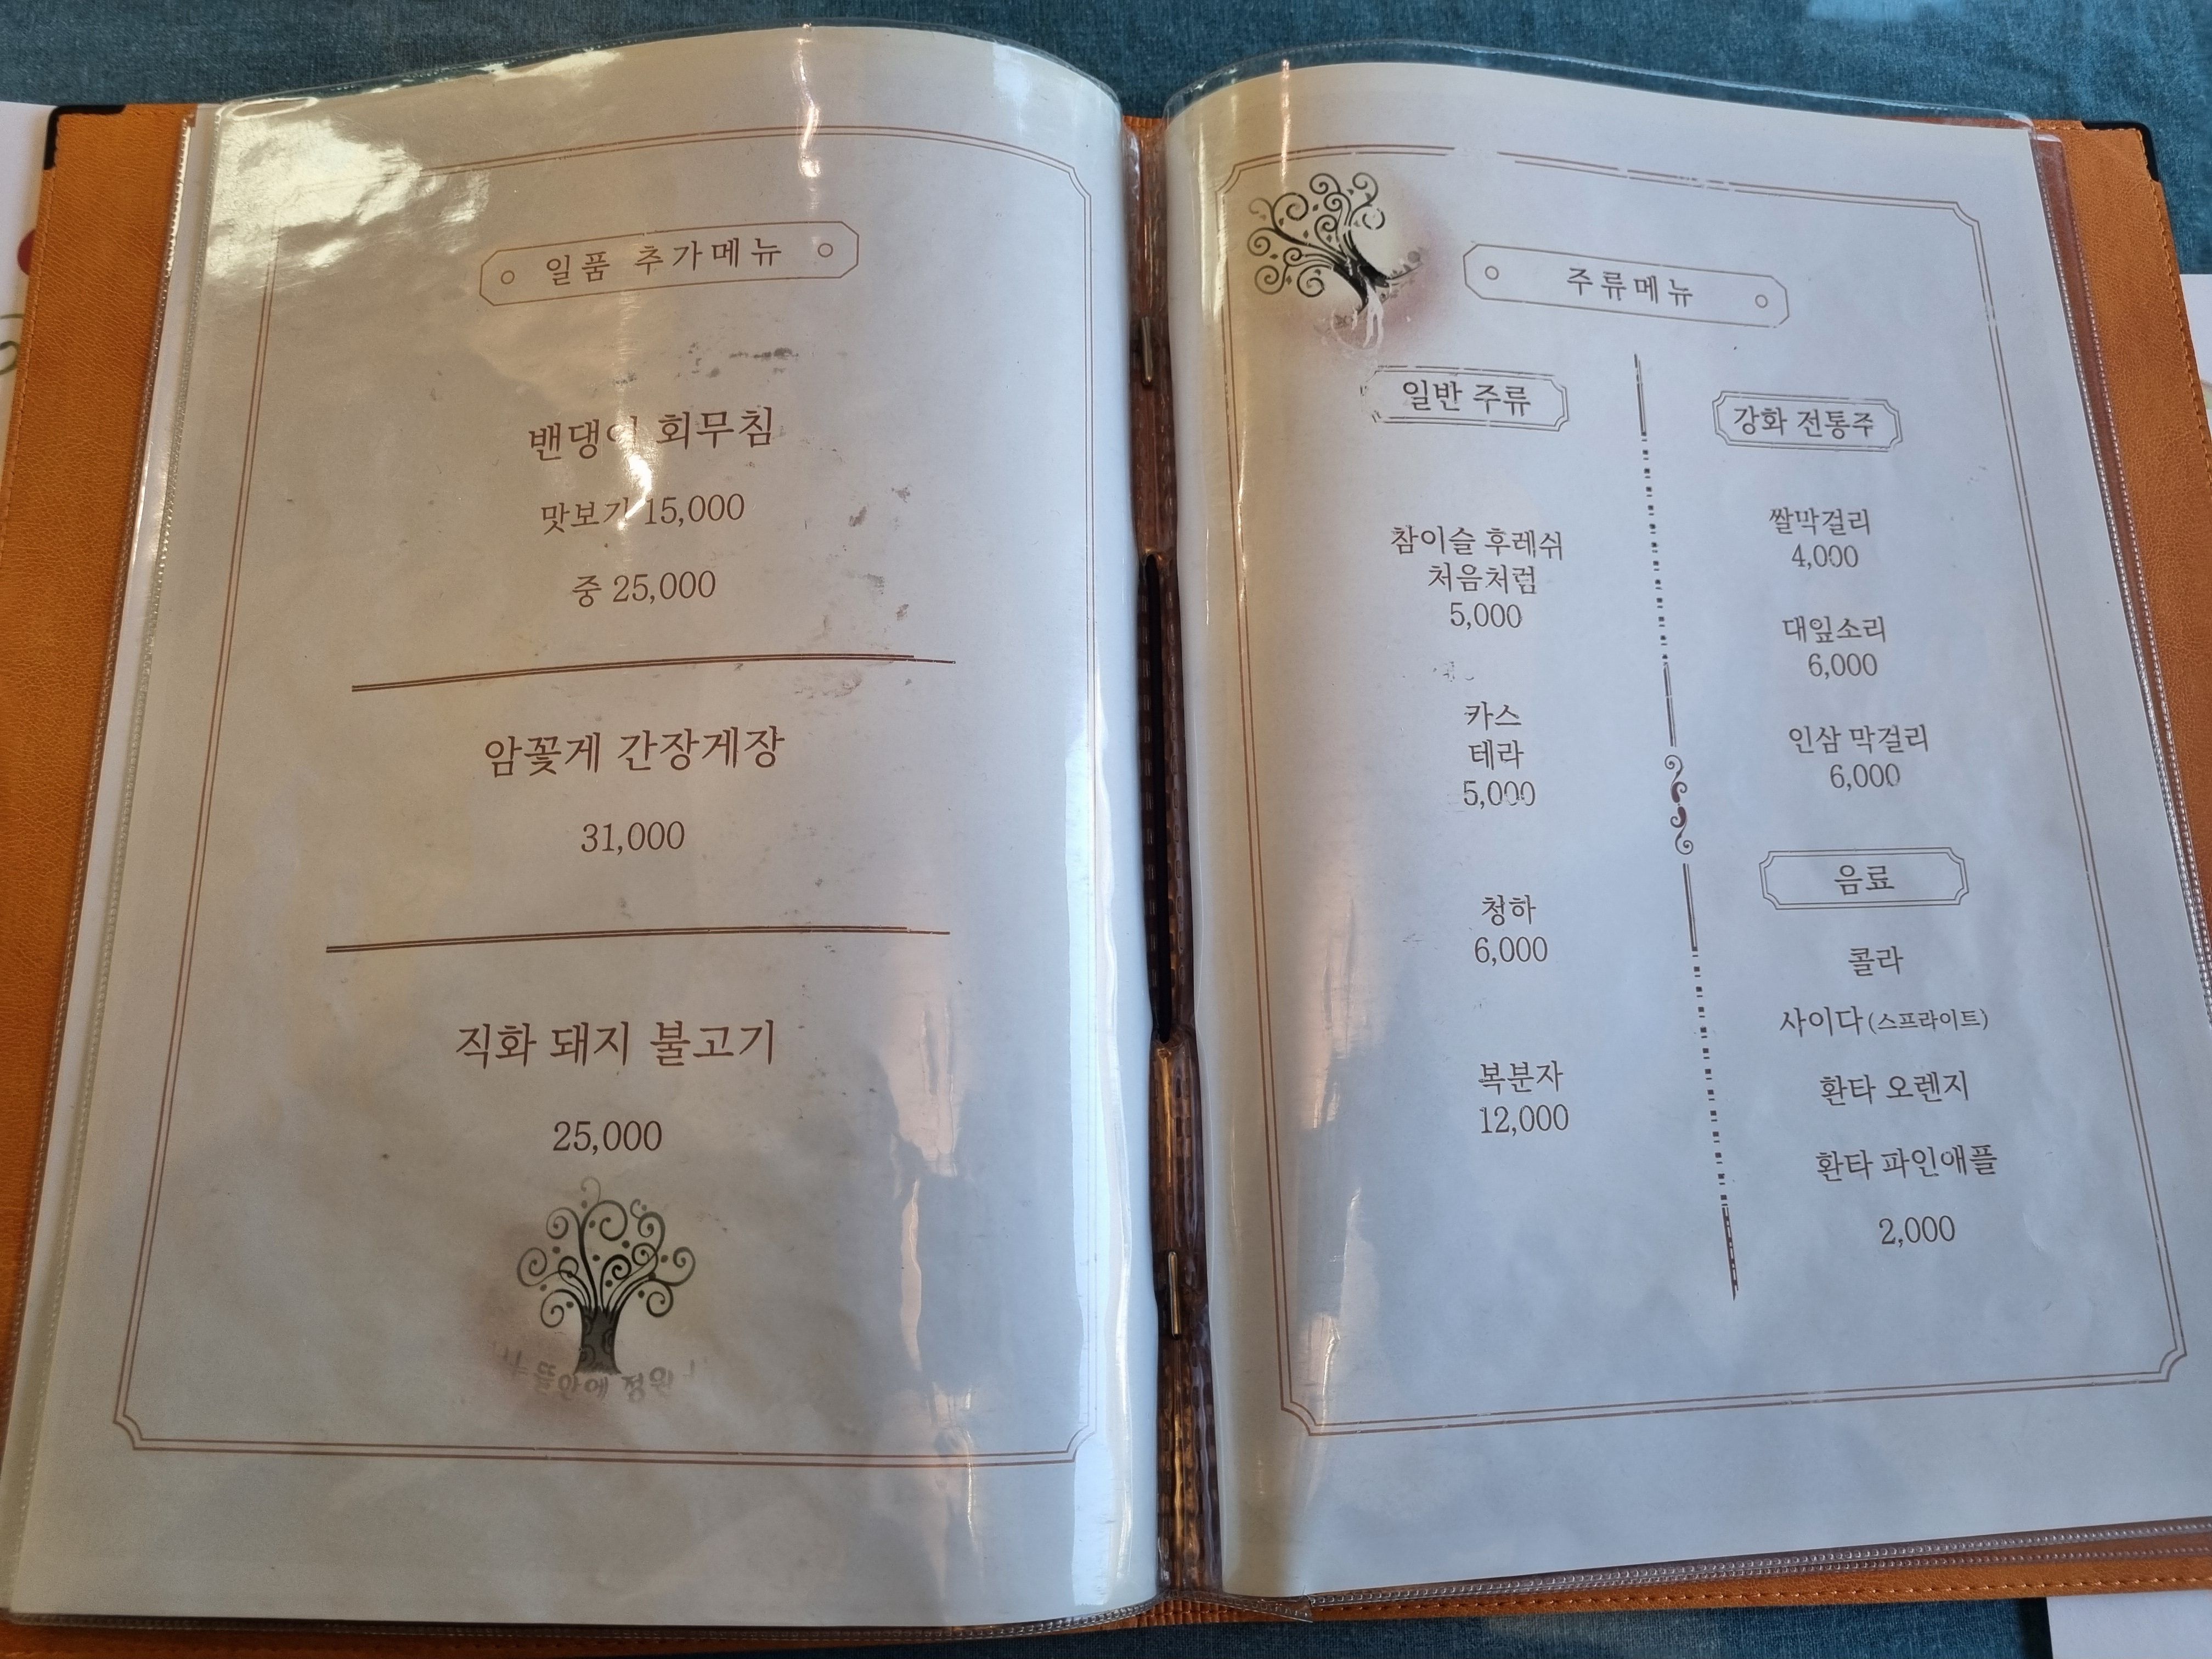 일품 추가메뉴
밴댕이 회무침
맛보기 15,000
중 25,000
암꽃게 간장게장
31,000
직화 돼지 불고기
25,000
뜰안에 정원
주류메뉴
일반 주류
참이슬 후레쉬
처음처럼
5,000
카스
테라
5,000
청하
6,000
복분자
12,000
강화 전통주
쌀막걸리
4,000
대잎소리
6,000
인삼 막걸리
6,000
음료
콜라
사이다(스프라이트)
환타 오렌지
환타 파인애플
2,000